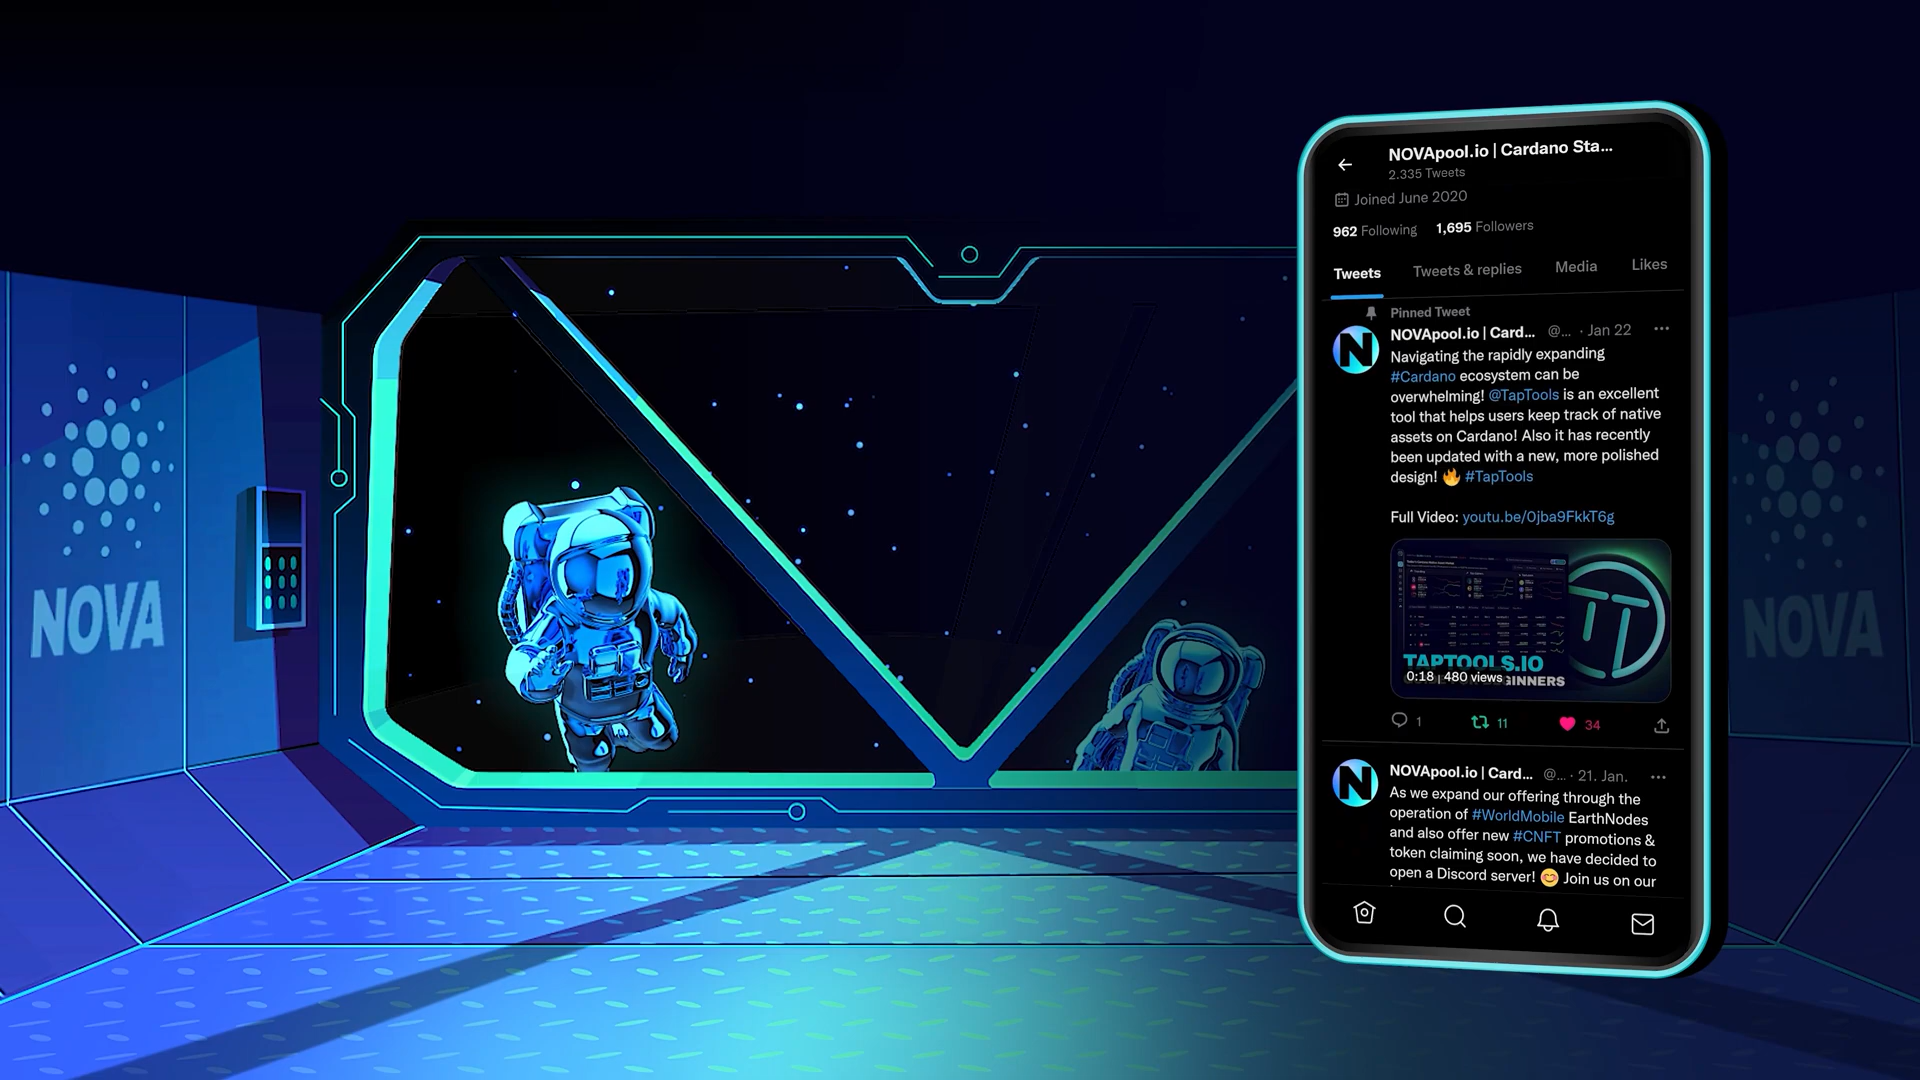 NOVA
NOVApool.io | Cardano Sta...
2.335 Tweets
Joined June 2020
962 Following 1,695 Followers
Tweets Tweets & replies Media Likes
Pinned Tweet
NOVApool.io | Card... @... · Jan 22
Navigating the rapidly expanding
#Cardano ecosystem can be
overwhelming! @TapTools is an excellent
tool that helps users keep track of native
assets on Cardano! Also it has recently
been updated with a new, more polished
design! 🔥 #TapTools
Full Video: youtu.be/0jba9FkkT6g
TAPTOOLS.IO
0:18 480 views
1 11 34
NOVApool.io | Card... @... · 21. Jan.
As we expand our offering through the
operation of #WorldMobile EarthNodes
and also offer new #CNFT promotions &
token claiming soon, we have decided to
open a Discord server! 😊 Join us on our
NOVA